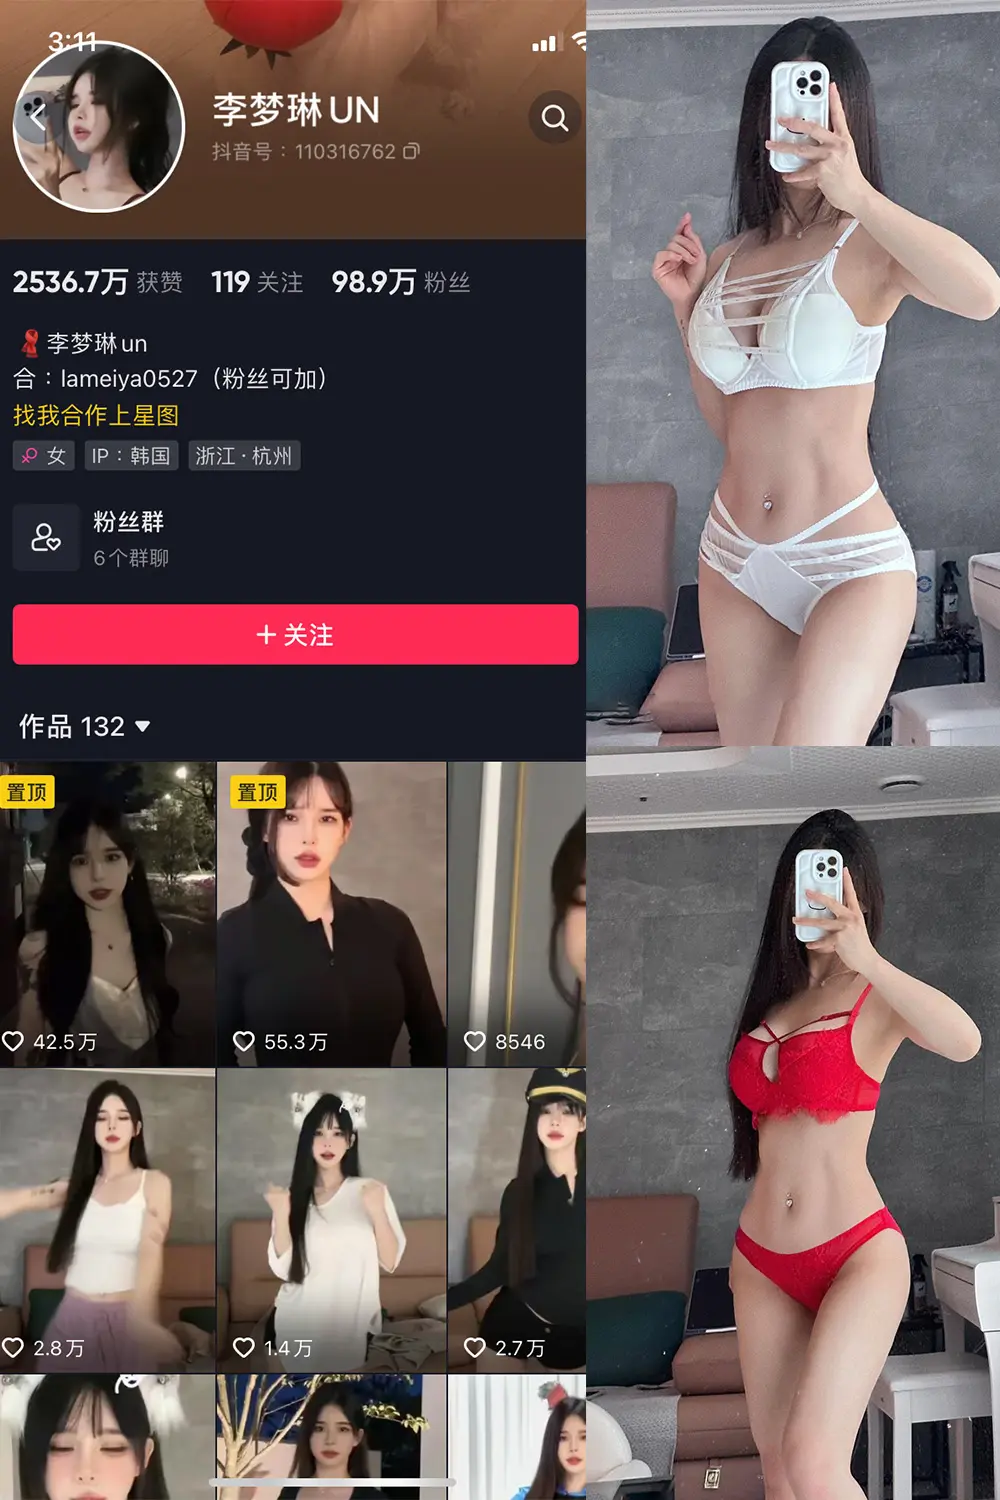 3:11
李梦琳UN
抖音号：110316762
2536.7万 获赞 119 关注 98.9万 粉丝
李梦琳un
合：lameiya0527（粉丝可加）
找我合作上星图
女 IP：韩国 浙江·杭州
粉丝群
6个群聊
+ 关注
作品 132
置顶 置顶
42.5万 55.3万 8546
2.8万 1.4万 2.7万